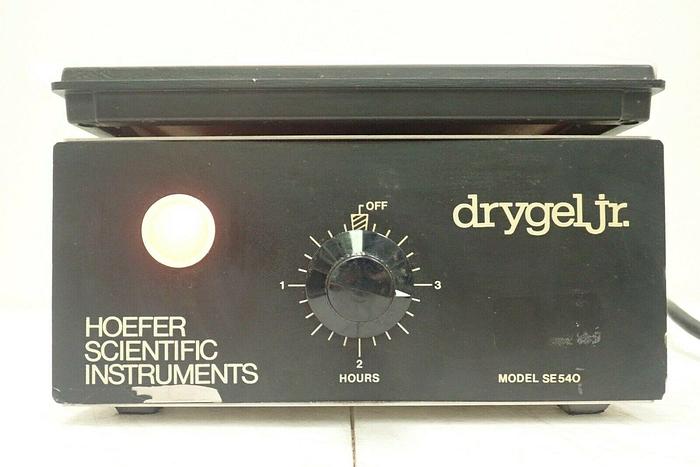 OFF
drygel jr.
1
3
2
HOURS
HOEFER
SCIENTIFIC
INSTRUMENTS
MODEL SE540